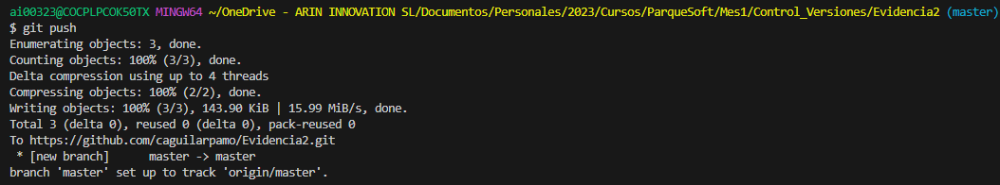 ai00323@COCPLPCOK50TX MINGW64 ~/OneDrive - ARIN INNOVATION SL/Documentos/Personales/2023/Cursos/ParqueSoft/Mes1/Control_Versiones/Evidencia2 (master)
$ git push
Enumerating objects: 3, done.
Counting objects: 100% (3/3), done.
Delta compression using up to 4 threads
Compressing objects: 100% (2/2), done.
Writing objects: 100% (3/3), 143.90 KiB | 15.99 MiB/s, done.
Total 3 (delta 0), reused 0 (delta 0), pack-reused 0
To https://github.com/caguilarpamo/Evidencia2.git
 * [new branch]      master -> master
branch 'master' set up to track 'origin/master'.